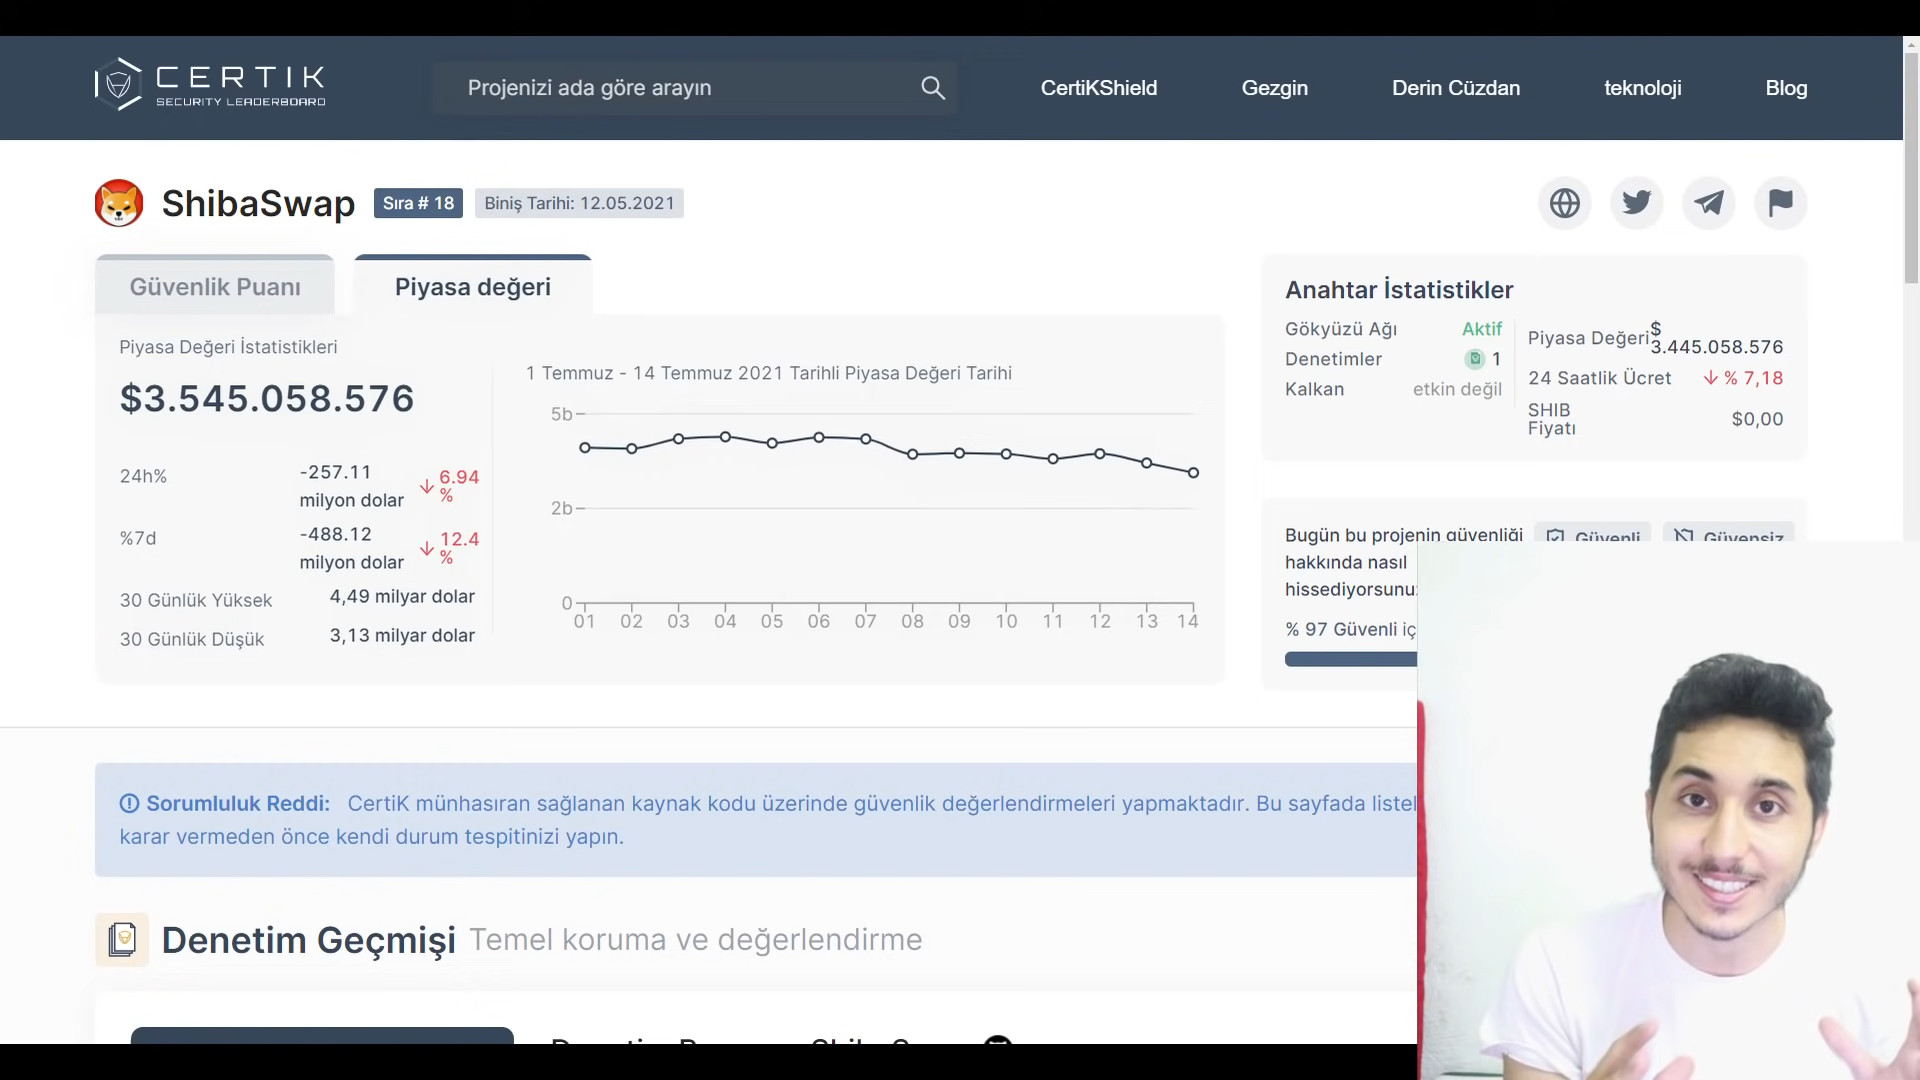 CERTIK
SECURITY LEADERBOARD
Projenizi ada göre arayın
CertiKShield
Gezgin
Derin Cüzdan
teknoloji
Blog
ShibaSwap
Sıra # 18
Biniş Tarihi: 12.05.2021
Güvenlik Puanı
Piyasa değeri
Piyasa Değeri İstatistikleri
$3.545.058.576
24h%
-257.11
milyon dolar
6.94
%
%7d
-488.12
milyon dolar
12.4
%
30 Günlük Yüksek
4,49 milyar dolar
30 Günlük Düşük
3,13 milyar dolar
1 Temmuz - 14 Temmuz 2021 Tarihli Piyasa Değeri Tarihi
5b
2b
0
01 02 03 04 05 06 07 08 09 10 11 12 13 14
Anahtar İstatistikler
Gökyüzü Ağı Aktif
Denetimler 1
Kalkan etkin değil
Piyasa Değeri $
3.445.058.576
24 Saatlik Ücret % 7,18
SHIB
Fiyatı
$0,00
Bugün bu projenin güvenliği
hakkında nasıl
hissediyorsunu
Güvenli
Güvensiz
% 97 Güvenli iç
Sorumluluk Reddi: CertiK münhasıran sağlanan kaynak kodu üzerinde güvenlik değerlendirmeleri yapmaktadır. Bu sayfada listel
karar vermeden önce kendi durum tespitinizi yapın.
Denetim Geçmişi Temel koruma ve değerlendirme